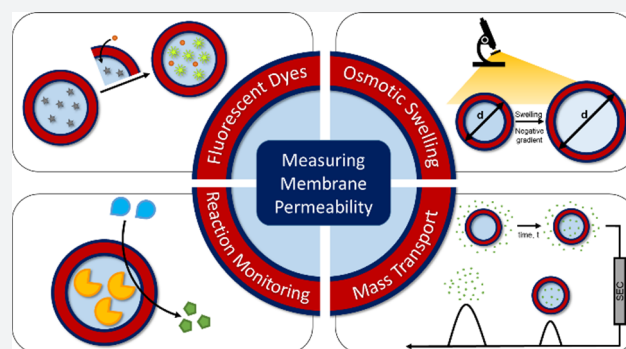 Fluorescent Dyes
Osmotic Swelling
Measuring
Membrane
Permeability
Reaction Monitoring
Mass Transport
d
Swelling
Negative
gradient
d
time, t
SEC